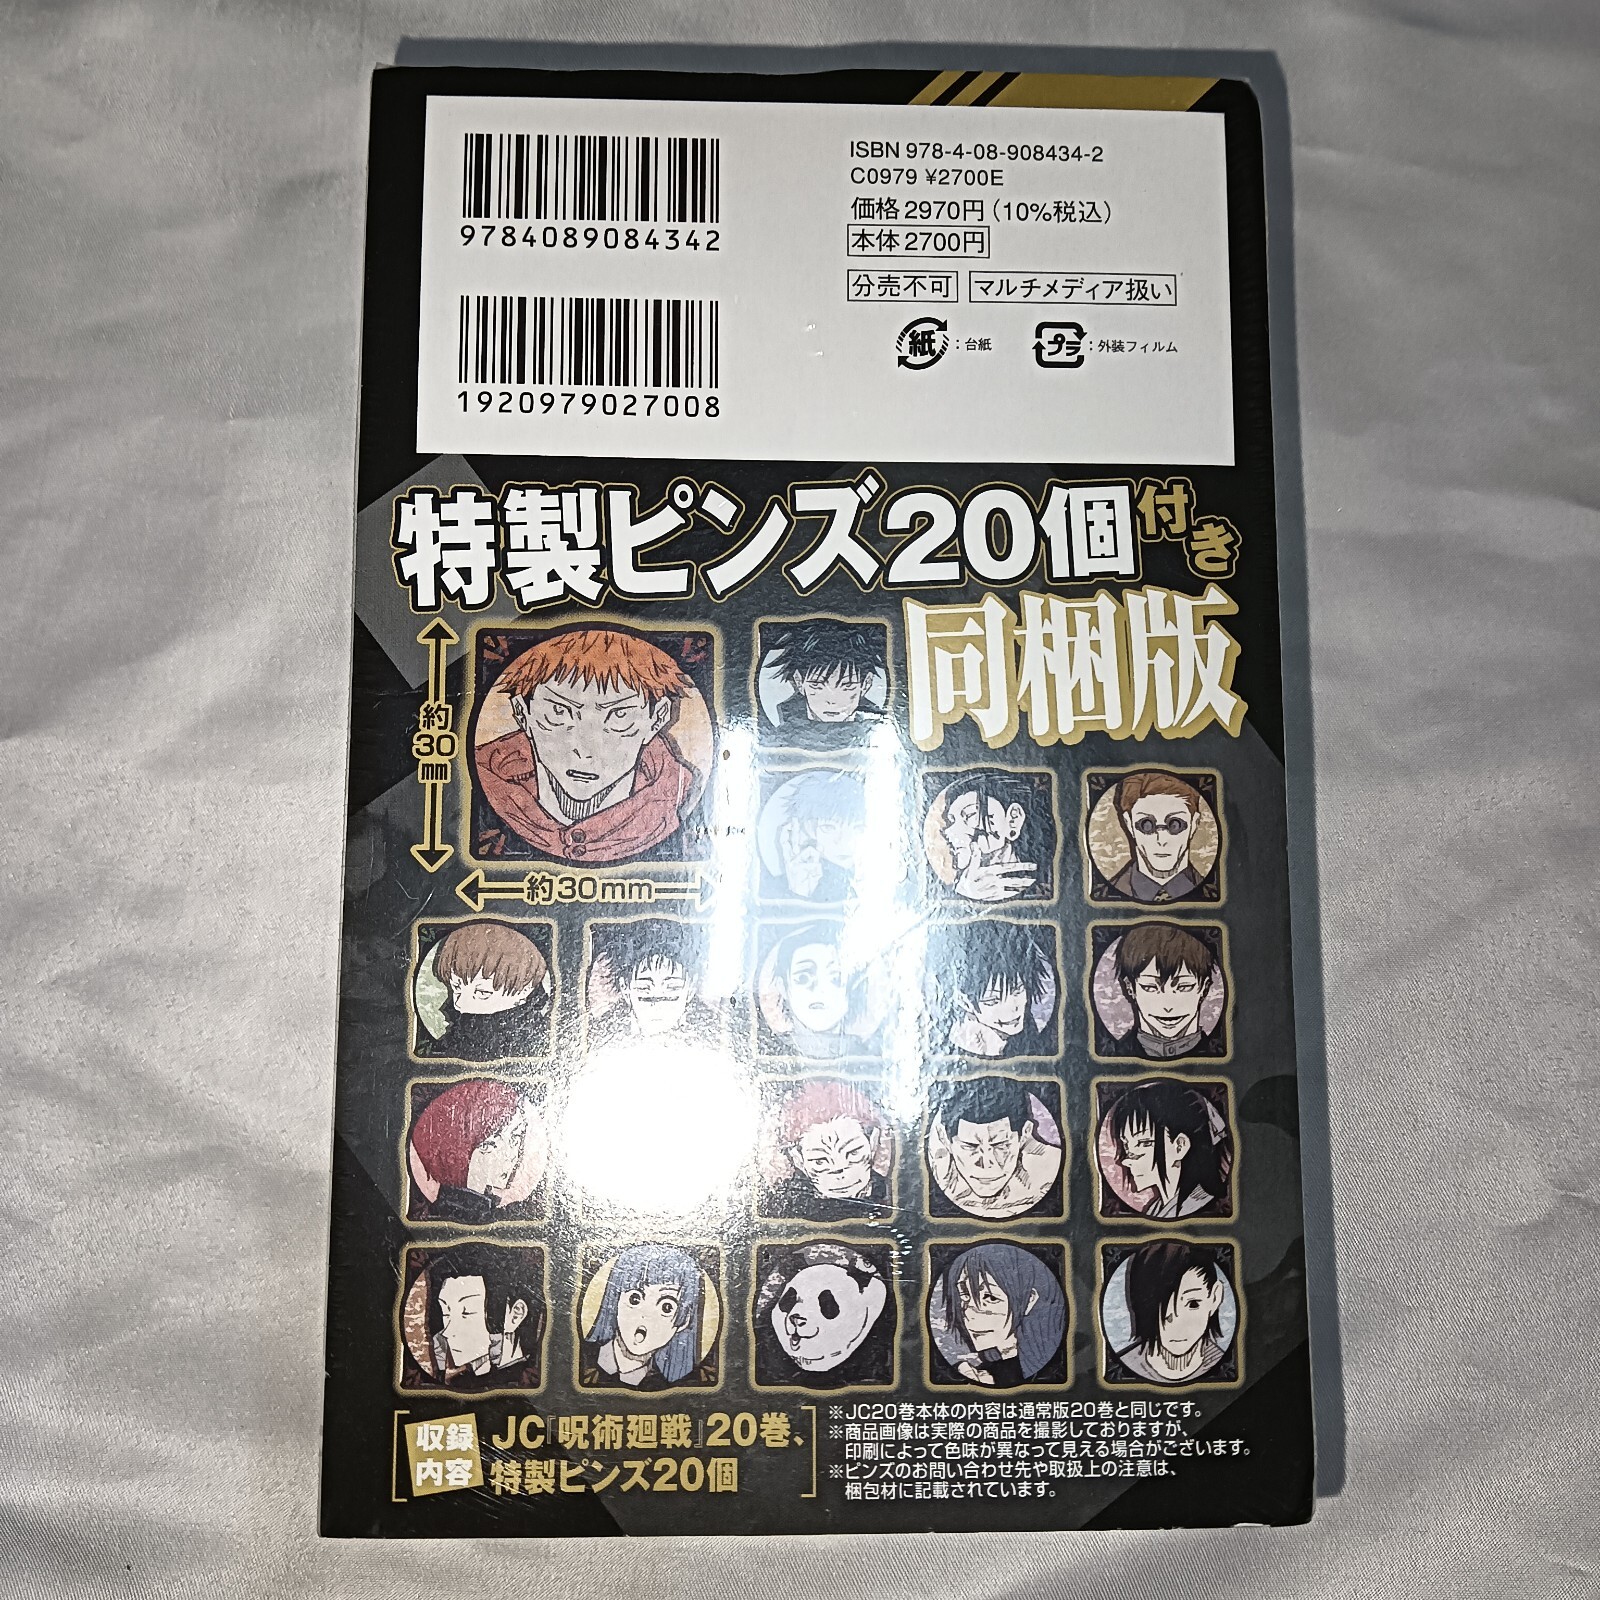 9784089084342
1920979027008
ISBN 978-4-08-908434-2
C0979 ¥2700E
価格2970円(10%税込)
本体2700円
分売不可 マルチメディア扱い
紙:台紙 プラ:外装フィルム
特製ピンズ20個付き
同梱版
約30mm
約30mm
収録内容
JC『呪術廻戦』20巻、
特製ピンズ20個
※JC20巻本体の内容は通常版20巻と同じです。
※商品画像は実際の商品を撮影しておりますが、
印刷によって色味が異なって見える場合がございます。
※ピンズのお問い合わせ先や取扱上の注意は、
梱包材に記載されています。